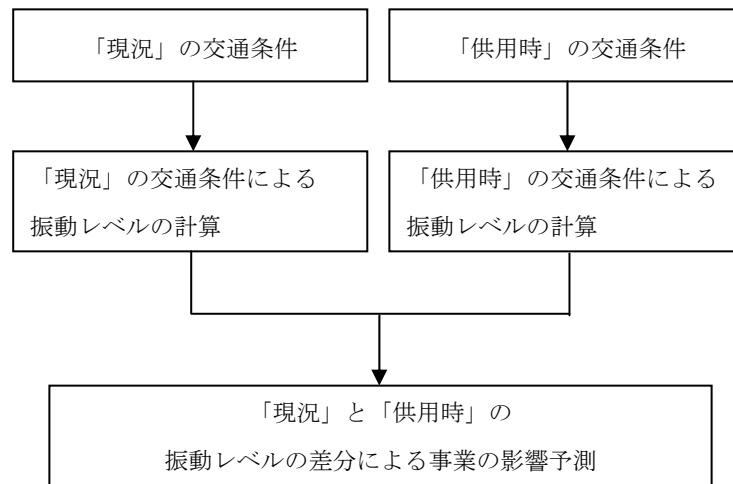 「現況」の交通条件
「供用時」の交通条件
「現況」の交通条件による
振動レベルの計算
「供用時」の交通条件による
振動レベルの計算
「現況」と「供用時」の
振動レベルの差分による事業の影響予測